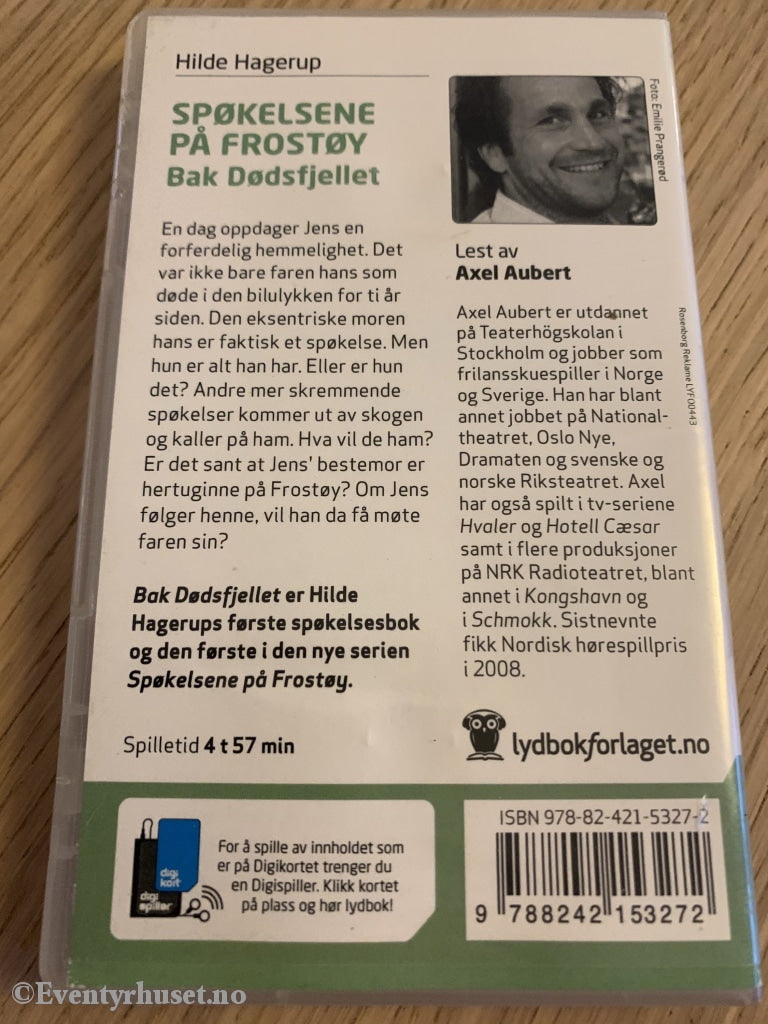 Hilde Hagerup
SPØKELSENE
PÅ FROSTØY
Bak Dødsfjellet
En dag oppdager Jens en
forferdelig hemmelighet. Det
var ikke bare faren hans som
døde i den bilulykken for ti år
siden. Den eksentriske moren
hans er faktisk et spøkelse. Men
hun er alt han har. Eller er hun
det? Andre mer skremmende
spøkelser kommer ut av skogen
og kaller på ham. Hva vil de ham?
Er det sant at Jens' bestemor er
hertuginne på Frostøy? Om Jens
følger henne, vil han da få møte
faren sin?
Bak Dødsfjellet er Hilde
Hagerups første spøkelsesbok
og den første i den nye serien
Spøkelsene på Frostøy.
Spilletid 4 t 57 min
Foto: Emilie Prangerød
Lest av
Axel Aubert
Axel Aubert er utdannet
på Teaterhögskolan i
Stockholm og jobber som
frilansskuespiller i Norge
og Sverige. Han har blant
annet jobbet på National-
theatret, Oslo Nye,
Dramaten og svenske og
norske Riksteatret. Axel
har også spilt i tv-seriene
Hvaler og Hotell Cæsar
samt i flere produksjoner
på NRK Radioteatret, blant
annet i Kongshavn og
i Schmokk. Sistnevnte
fikk Nordisk hørespillpris
i 2008.
Rosenborg Reklame LYF00443
lydbokforlaget.no
digi
kort
digi
spiller
For å spille av innholdet som
er på Digikortet trenger du
en Digispiller. Klikk kortet
på plass og hør lydbok!
ISBN 978-82-421-5327-2
9 788242 153272
©Eventyrhuset.no